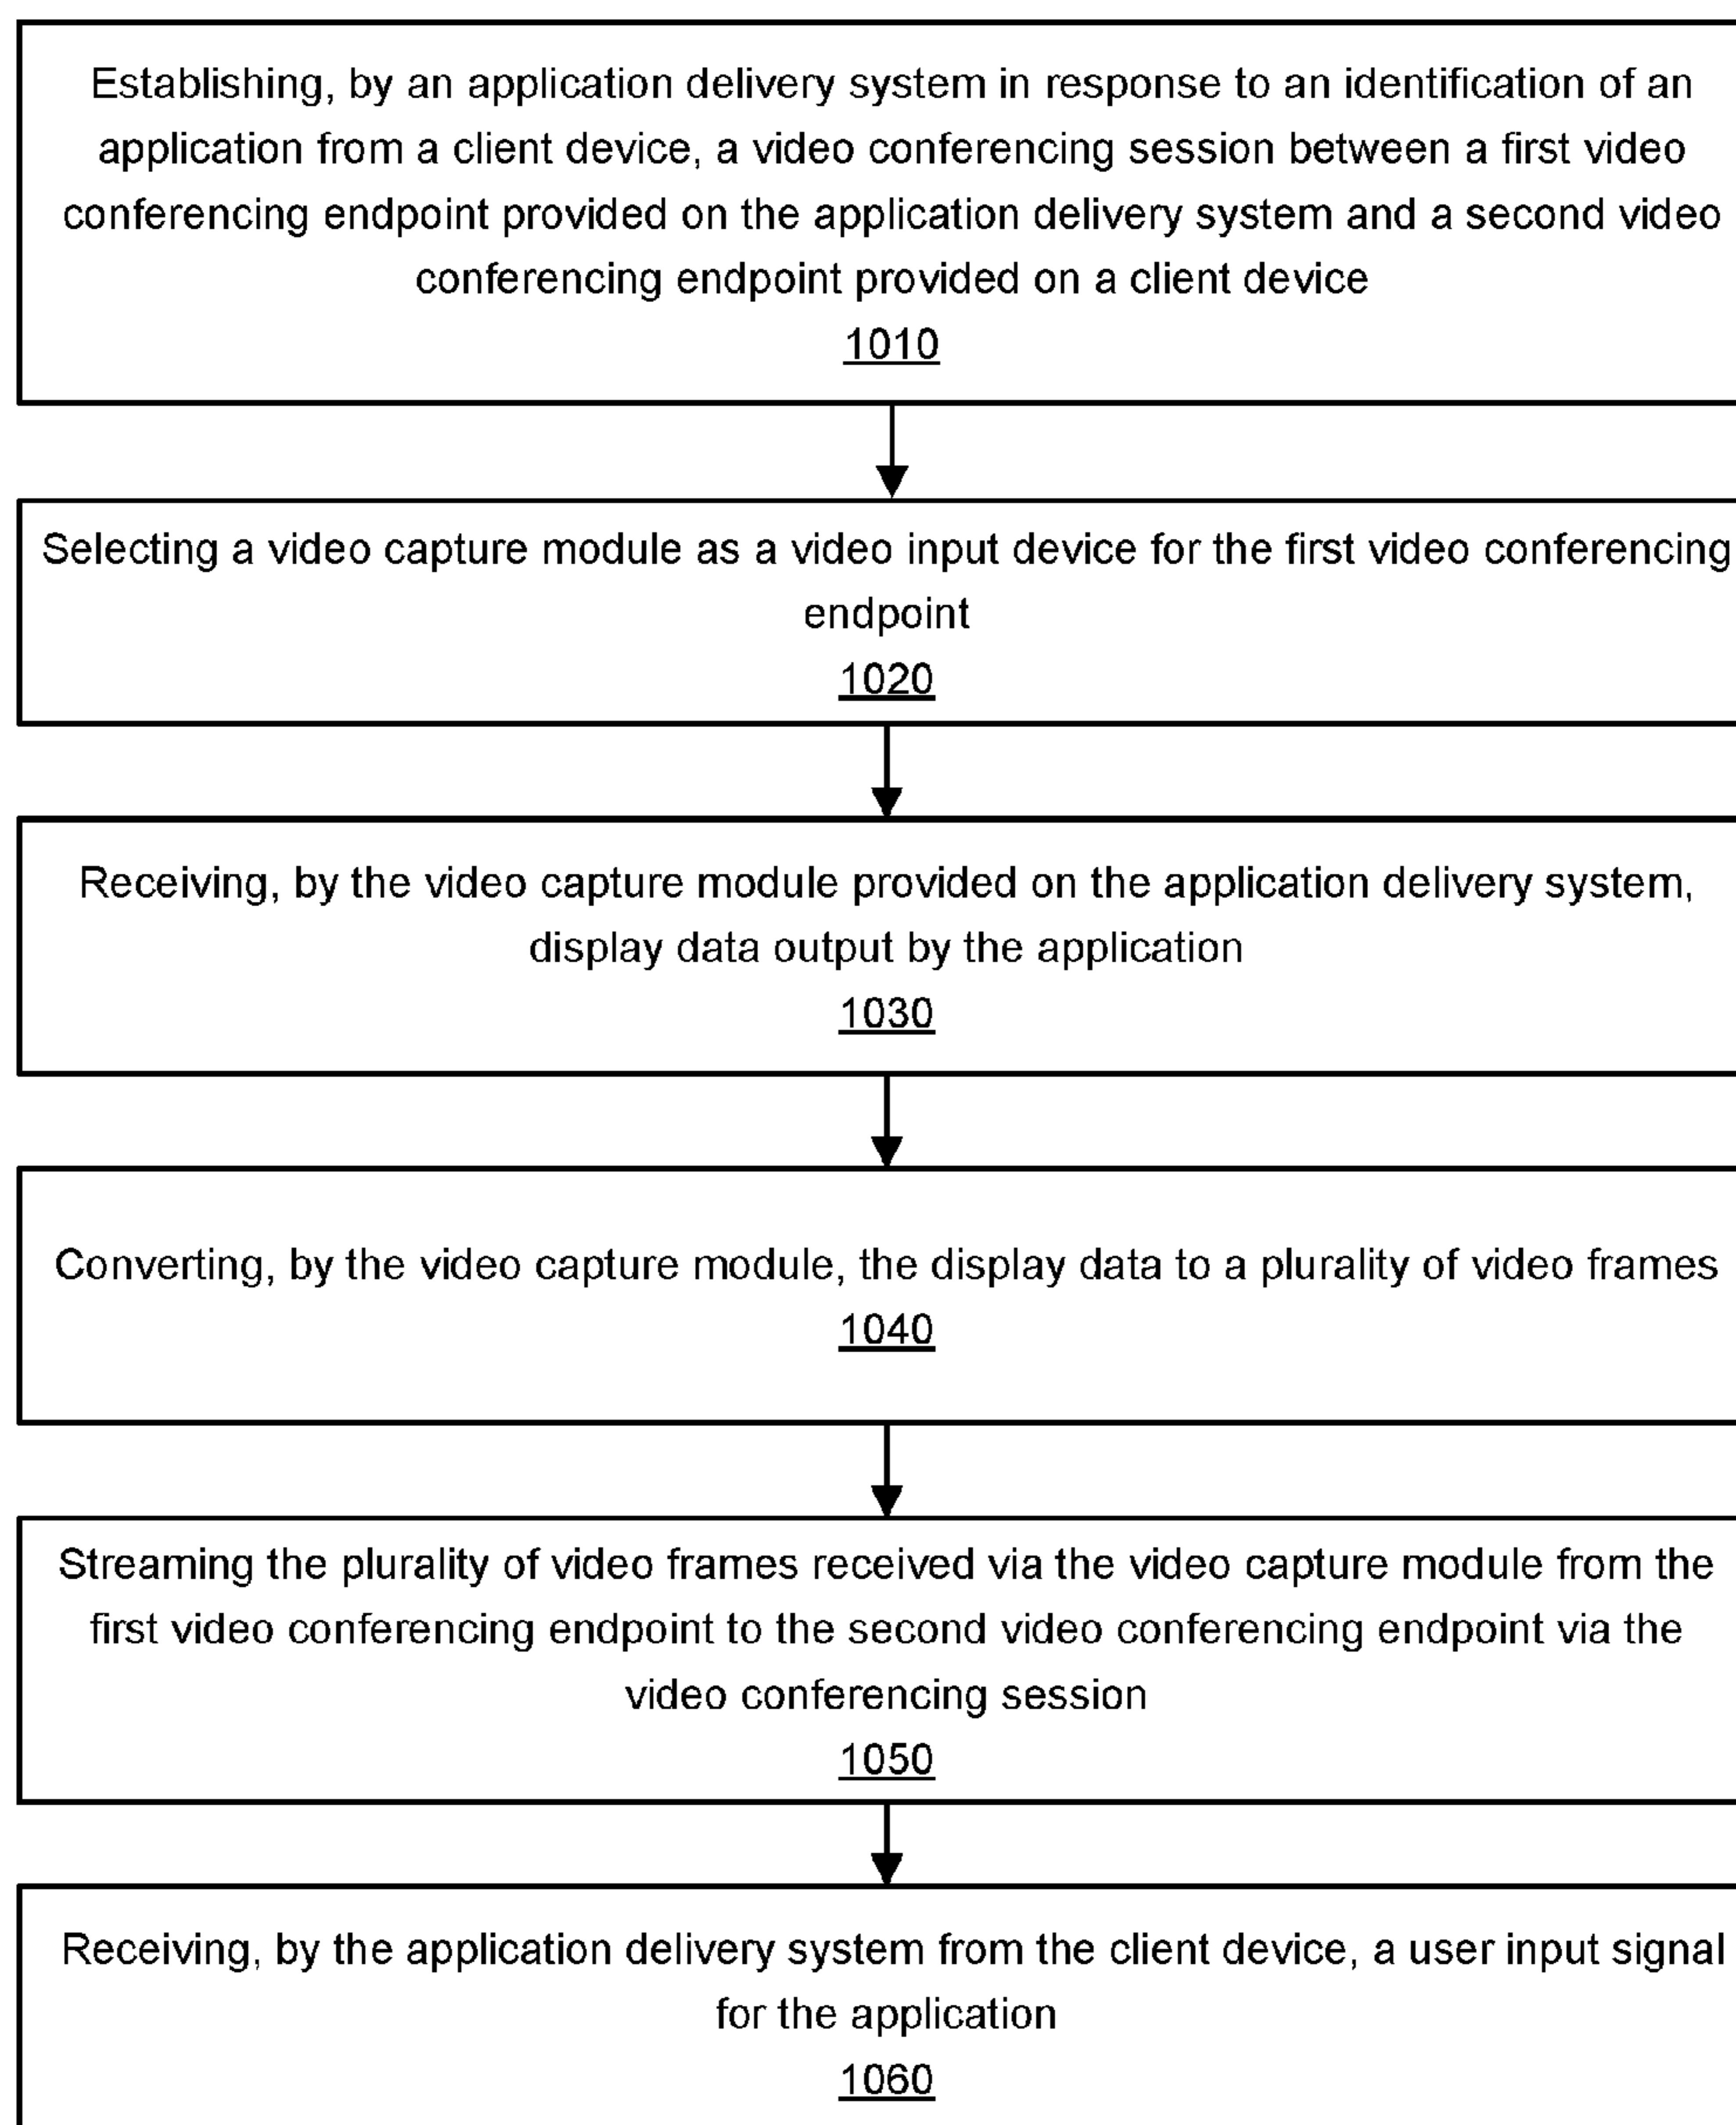 Establishing, by an application delivery system in response to an identification of an
application from a client device, a video conferencing session between a first video
conferencing endpoint provided on the application delivery system and a second video
conferencing endpoint provided on a client device
1010
Selecting a video capture module as a video input device for the first video conferencing
endpoint
1020
Receiving, by the video capture module provided on the application delivery system,
display data output by the application
1030
Converting, by the video capture module, the display data to a plurality of video frames
1040
Streaming the plurality of video frames received via the video capture module from the
first video conferencing endpoint to the second video conferencing endpoint via the
video conferencing session
1050
Receiving, by the application delivery system from the client device, a user input signal
for the application
1060